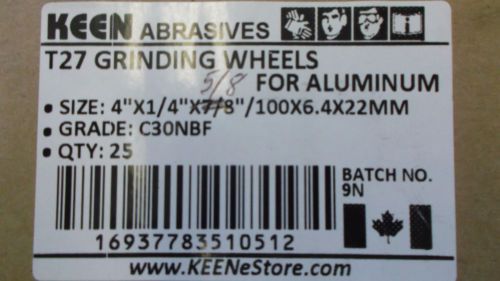 KEEN ABRASIVES
T27 GRINDING WHEELS
5/8 FOR ALUMINUM
• SIZE: 4"X1/4"X7/8"/100X6.4X22MM
• GRADE: C30NBF
• QTY: 25
BATCH NO.
9N
16937783510512
www.KEENeStore.com